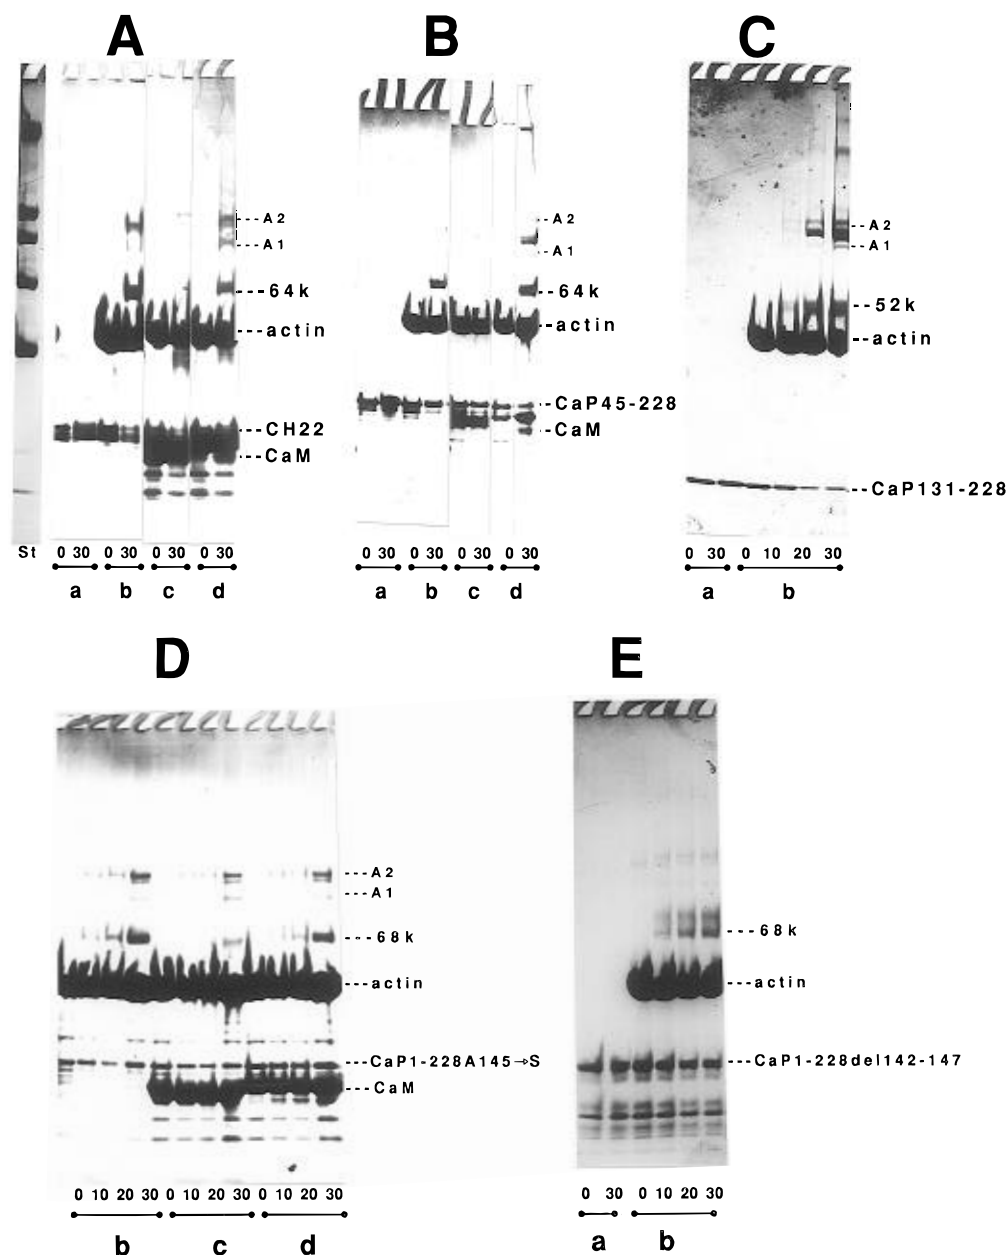 A B C
---A2
---A1
---64k
---actin
---CH22
---CaM
St 0 30 0 30 0 30 0 30
a b c d
---A2
---A1
---64k
---actin
---CaP45-228
---CaM
0 30 0 30 0 30 0 30
a b c d
---A2
---A1
---52k
---actin
---CaP131-228
0 30 0 10 20 30
a b
D E
---A2
---A1
---68k
---actin
---CaP1-228A145→S
---CaM
0 10 20 30 0 10 20 30 0 10 20 30
b c d
---68k
---actin
---CaP1-228del142-147
0 30 0 10 20 30
a b